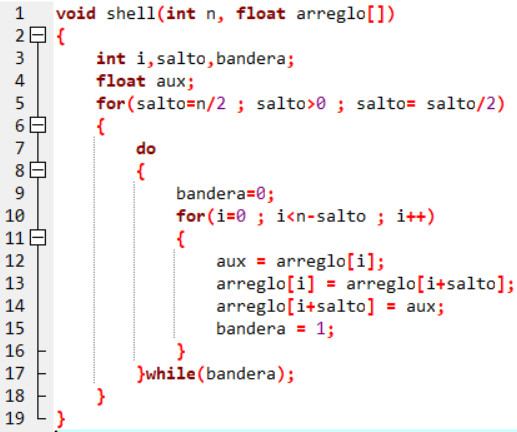 1 void shell(int n, float arreglo[])
2 {
3 int i,salto,bandera;
4 float aux;
5 for(salto=n/2 ; salto>0 ; salto= salto/2)
6 {
7 do
8 {
9 bandera=0;
10 for(i=0 ; i<n-salto ; i++)
11 {
12 aux = arreglo[i];
13 arreglo[i] = arreglo[i+salto];
14 arreglo[i+salto] = aux;
15 bandera = 1;
16 }
17 }while(bandera);
18 }
19 }